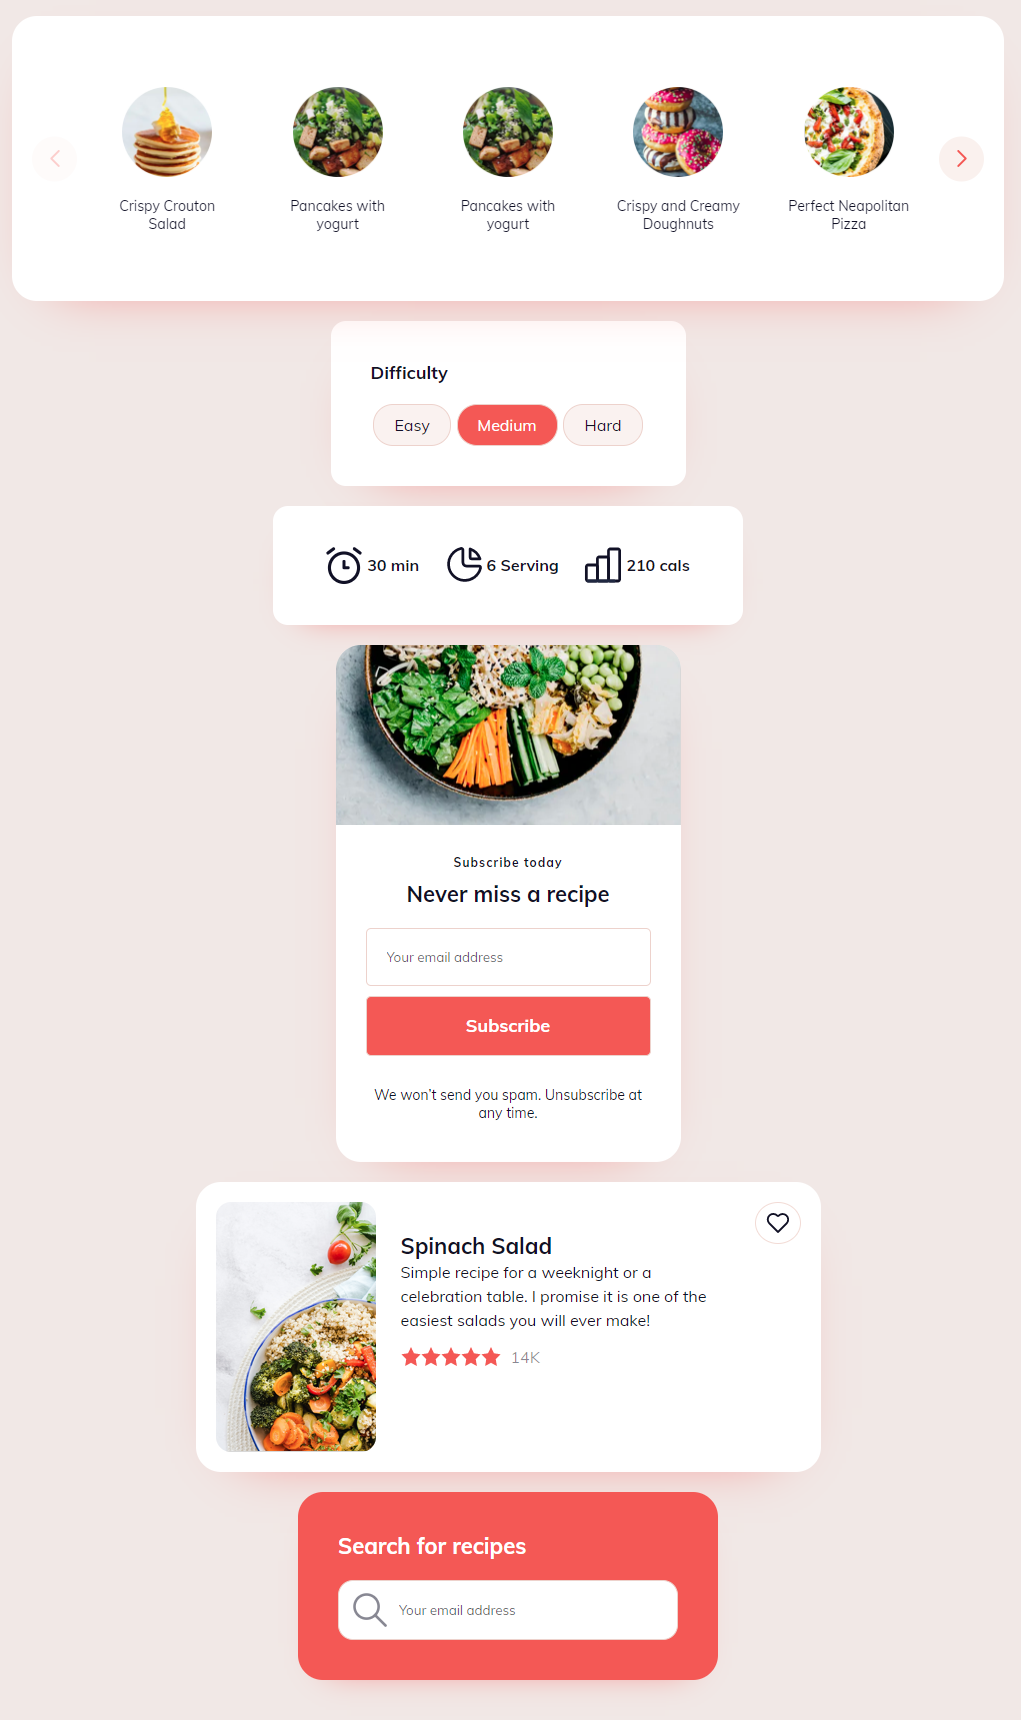 Crispy Crouton
Salad
Pancakes with
yogurt
Pancakes with
yogurt
Crispy and Creamy
Doughnuts
Perfect Neapolitan
Pizza
Difficulty
Easy
Medium
Hard
30 min
6 Serving
210 cals
Subscribe today
Never miss a recipe
Your email address
Subscribe
We won't send you spam. Unsubscribe at
any time.
Spinach Salad
Simple recipe for a weeknight or a
celebration table. I promise it is one of the
easiest salads you will ever make!
14K
Search for recipes
Your email address